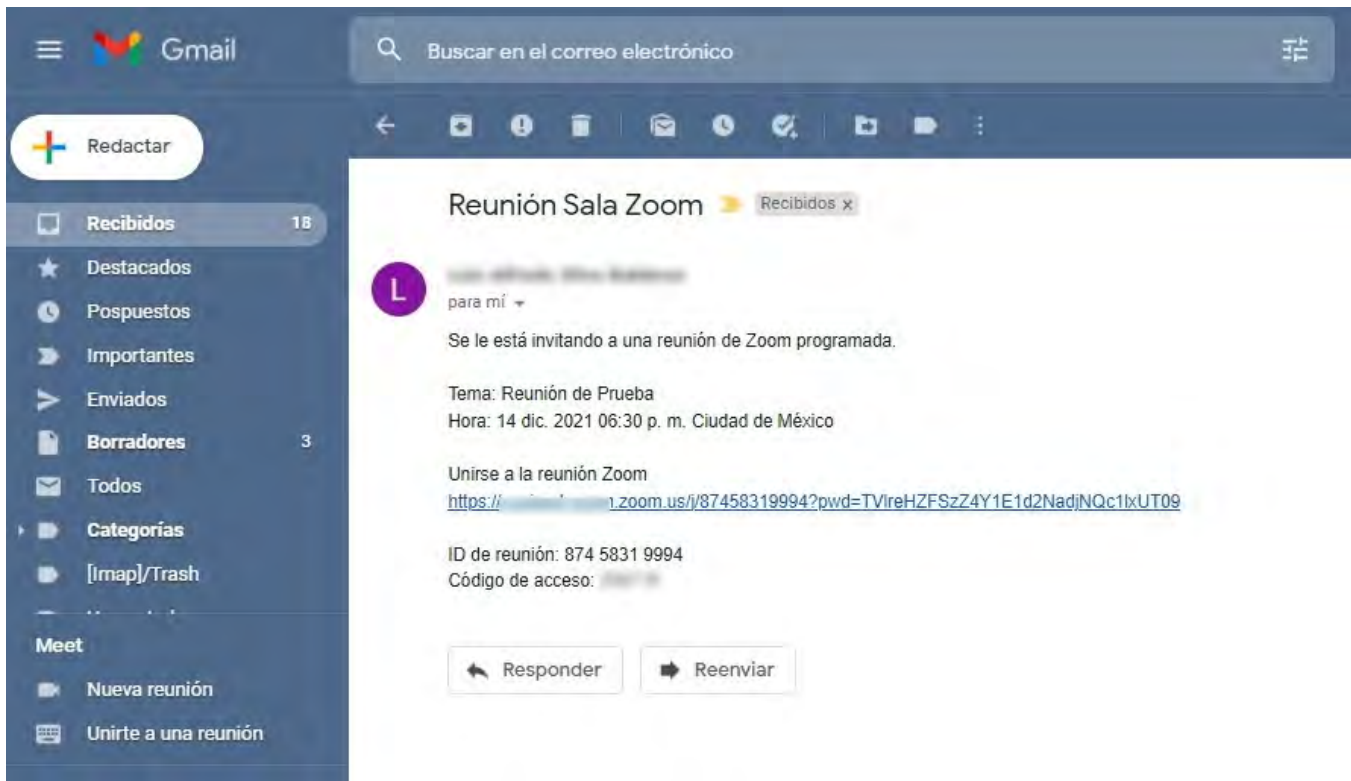 Gmail
Buscar en el correo electrónico
Redactar
Recibidos 18
Destacados
Pospuestos
Importantes
Enviados
Borradores 3
Todos
Categorías
[Imap]/Trash
Meet
Nueva reunión
Unirte a una reunión
Reunión Sala Zoom Recibidos x
L
para mí
Se le está invitando a una reunión de Zoom programada.
Tema: Reunión de Prueba
Hora: 14 dic. 2021 06:30 p. m. Ciudad de México
Unirse a la reunión Zoom
https:// .zoom.us/j/87458319994?pwd=TVlreHZFSzZ4Y1E1d2NadjNQc1lxUT09
ID de reunión: 874 5831 9994
Código de acceso:
Responder Reenviar